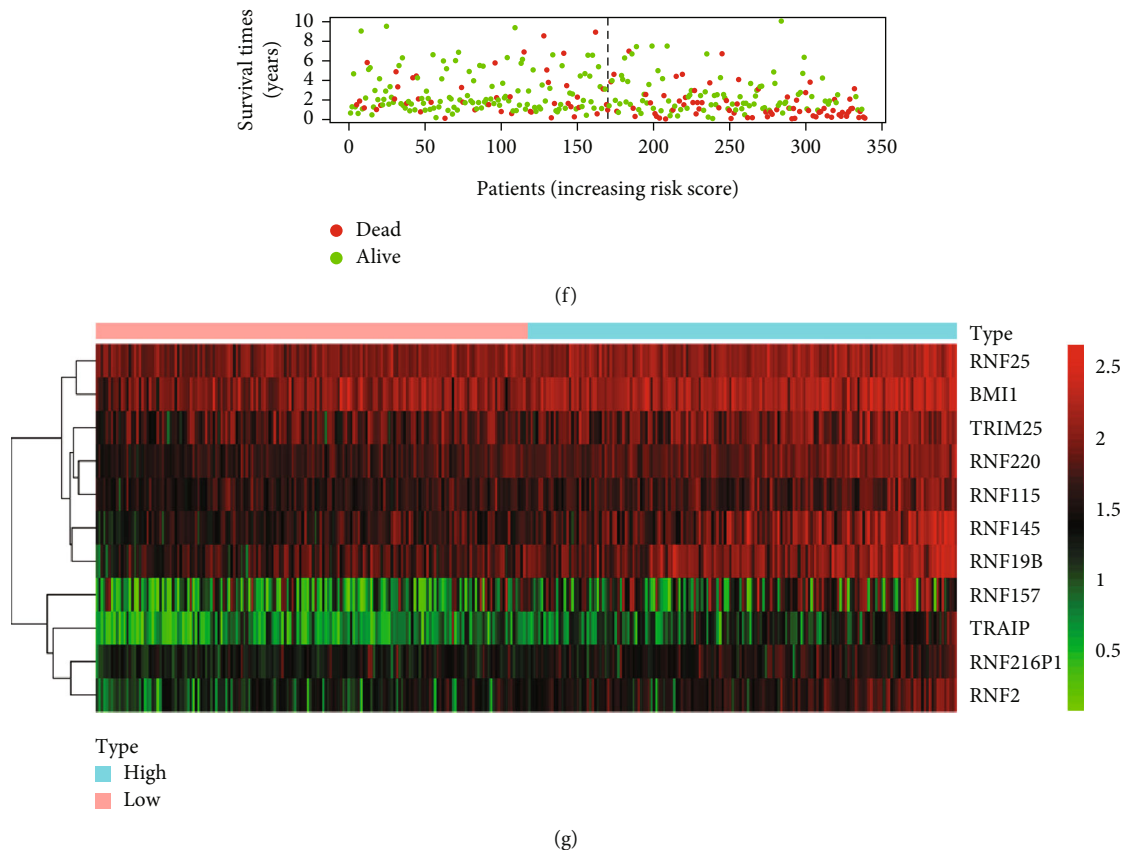 Survival times
(years)
10
8
6
4
2
0
0 50 100 150 200 250 300 350
Patients (increasing risk score)
Dead
Alive
(f)
Type
RNF25
BMI1
TRIM25
RNF220
RNF115
RNF145
RNF19B
RNF157
TRAIP
RNF216P1
RNF2
2.5
2
1.5
1
0.5
Type
High
Low
(g)